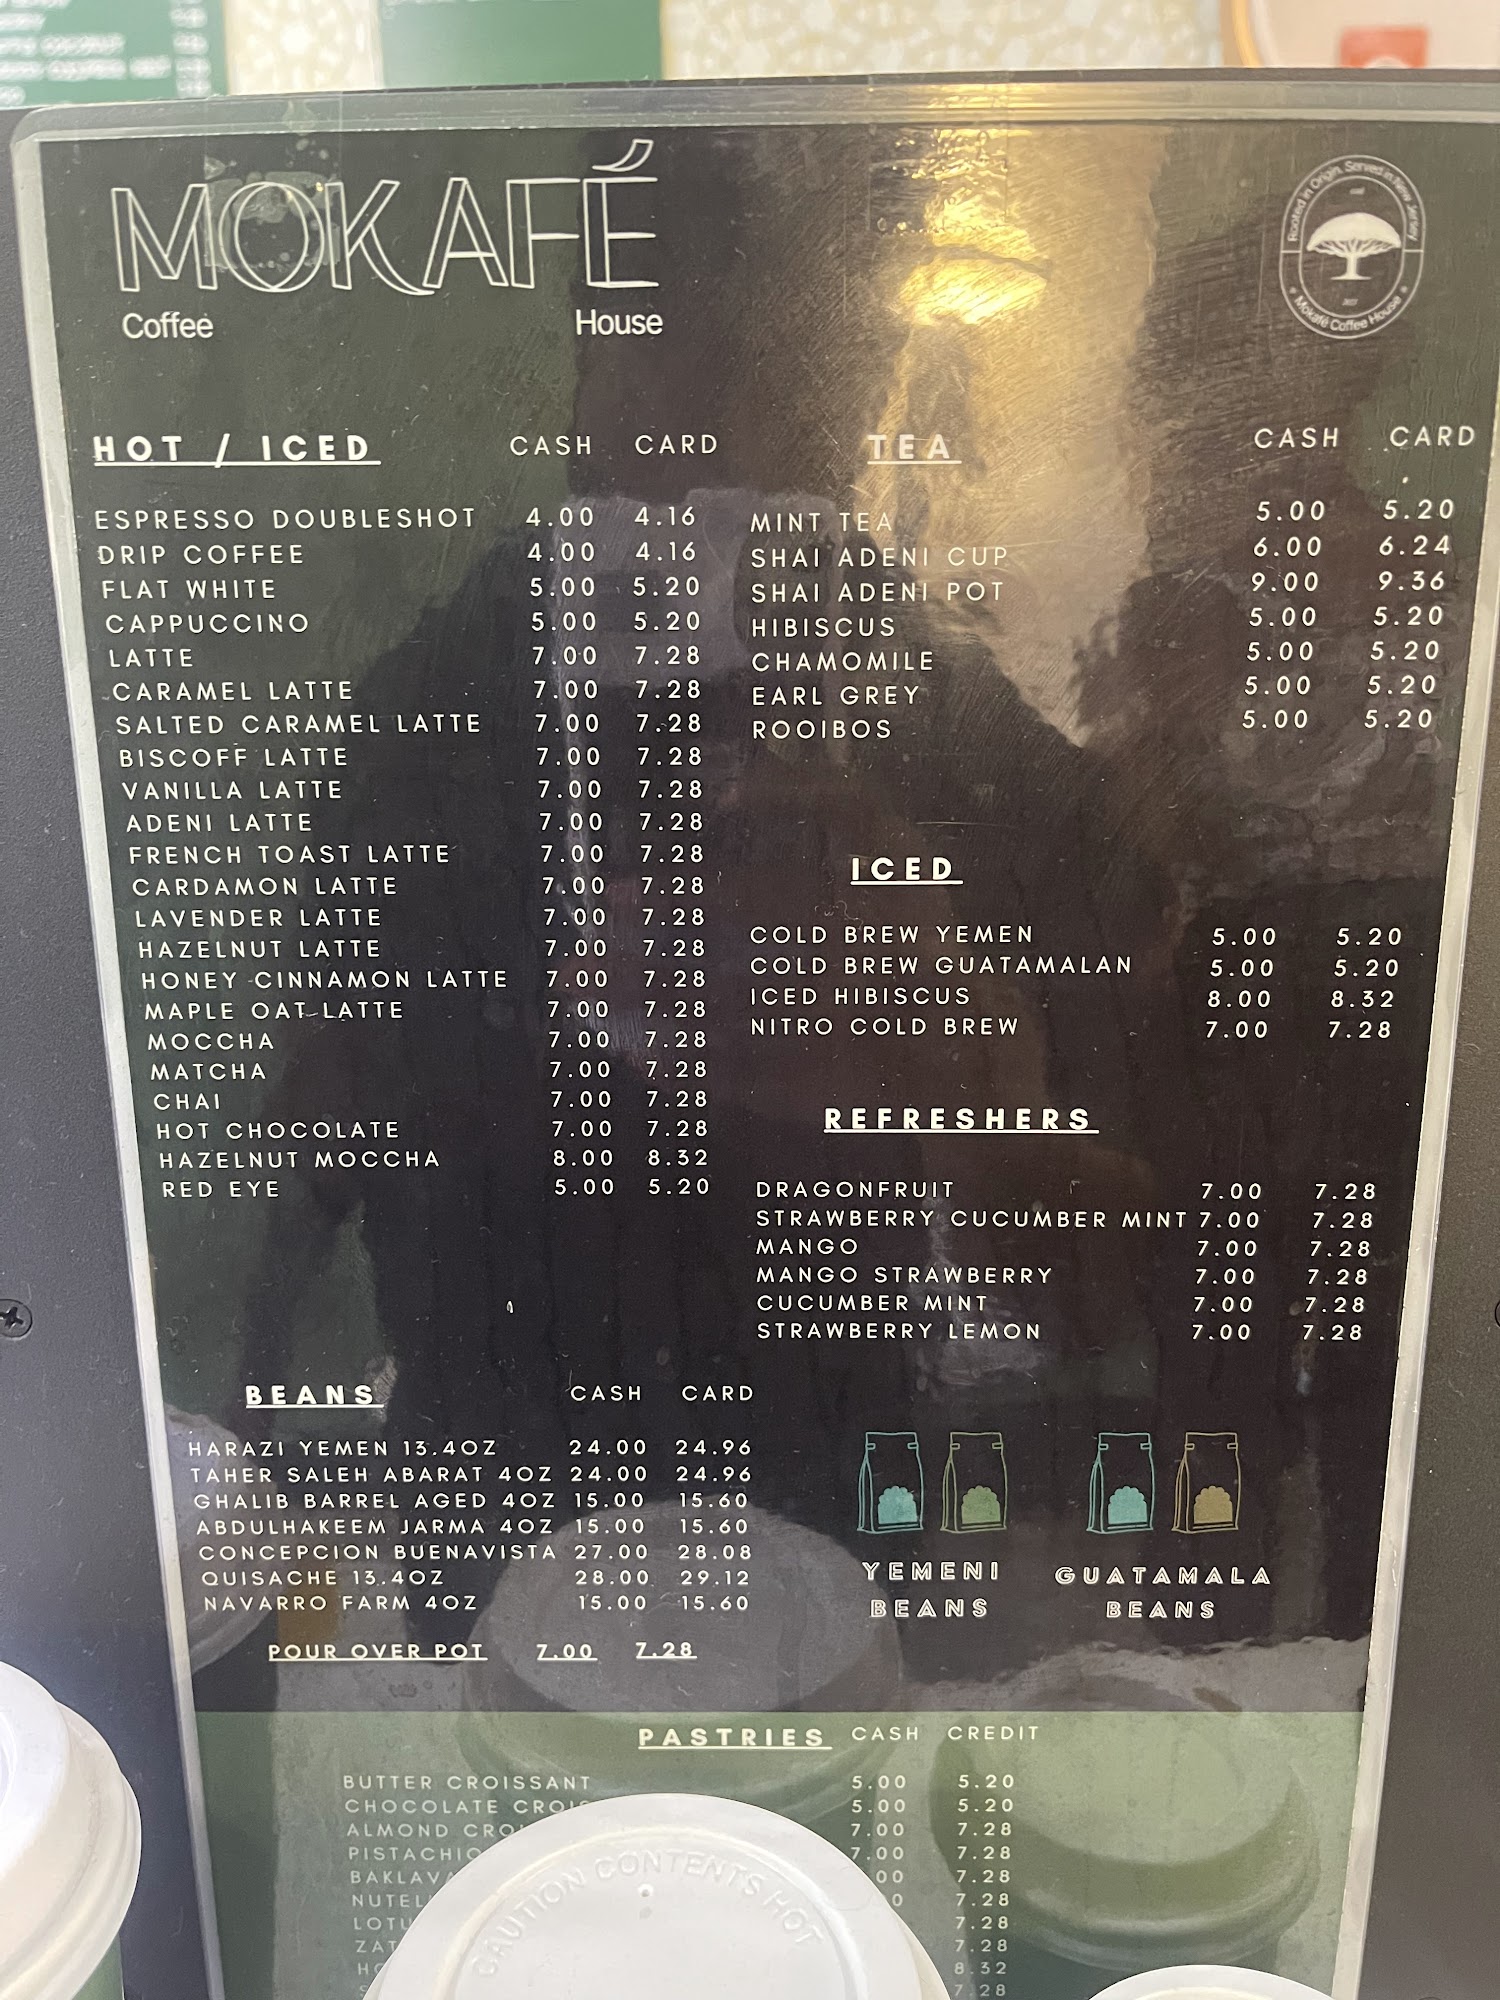 MOKAFÉ
Coffee House
Rooted in Origin. Served in New Jersey
Mokafé Coffee House
HOT / ICED CASH CARD
ESPRESSO DOUBLESHOT 4.00 4.16
DRIP COFFEE 4.00 4.16
FLAT WHITE 5.00 5.20
CAPPUCCINO 5.00 5.20
LATTE 7.00 7.28
CARAMEL LATTE 7.00 7.28
SALTED CARAMEL LATTE 7.00 7.28
BISCOFF LATTE 7.00 7.28
VANILLA LATTE 7.00 7.28
ADENI LATTE 7.00 7.28
FRENCH TOAST LATTE 7.00 7.28
CARDAMON LATTE 7.00 7.28
LAVENDER LATTE 7.00 7.28
HAZELNUT LATTE 7.00 7.28
HONEY CINNAMON LATTE 7.00 7.28
MAPLE OAT LATTE 7.00 7.28
MOCCHA 7.00 7.28
MATCHA 7.00 7.28
CHAI 7.00 7.28
HOT CHOCOLATE 7.00 7.28
HAZELNUT MOCCHA 8.00 8.32
RED EYE 5.00 5.20
TEA CASH CARD
MINT TEA 5.00 5.20
SHAI ADENI CUP 6.00 6.24
SHAI ADENI POT 9.00 9.36
HIBISCUS 5.00 5.20
CHAMOMILE 5.00 5.20
EARL GREY 5.00 5.20
ROOIBOS 5.00 5.20
ICED
COLD BREW YEMEN 5.00 5.20
COLD BREW GUATAMALAN 5.00 5.20
ICED HIBISCUS 8.00 8.32
NITRO COLD BREW 7.00 7.28
REFRESHERS
DRAGONFRUIT 7.00 7.28
STRAWBERRY CUCUMBER MINT 7.00 7.28
MANGO 7.00 7.28
MANGO STRAWBERRY 7.00 7.28
CUCUMBER MINT 7.00 7.28
STRAWBERRY LEMON 7.00 7.28
BEANS CASH CARD
HARAZI YEMEN 13.4OZ 24.00 24.96
TAHER SALEH ABARAT 4OZ 24.00 24.96
GHALIB BARREL AGED 4OZ 15.00 15.60
ABDULHAKEEM JARMA 4OZ 15.00 15.60
CONCEPCION BUENAVISTA 27.00 28.08
QUISACHE 13.4OZ 28.00 29.12
NAVARRO FARM 4OZ 15.00 15.60
POUR OVER POT 7.00 7.28
YEMENI
BEANS
GUATAMALA
BEANS
PASTRIES CASH CREDIT
BUTTER CROISSANT 5.00 5.20
CHOCOLATE 5.00 5.20
ALMOND 7.00 7.28
PISTACHIO 7.00 7.28
7.28
7.28
7.28
7.28
8.32
7.28
CAUTION CONTENTS HOT